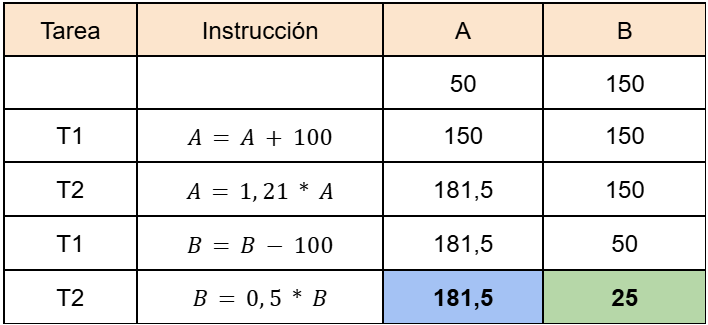 Tarea Instrucción A B
50 150
T1 A = A + 100 150 150
T2 A = 1, 21 * A 181,5 150
T1 B = B − 100 181,5 50
T2 B = 0, 5 * B 181,5 25